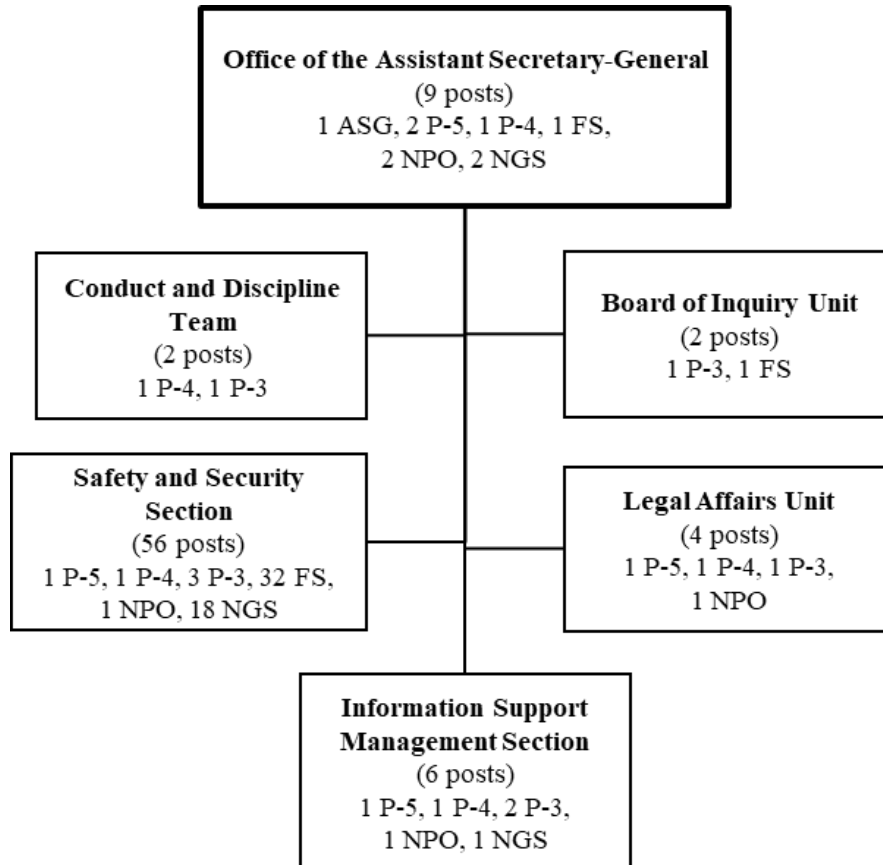 Office of the Assistant Secretary-General
(9 posts)
1 ASG, 2 P-5, 1 P-4, 1 FS,
2 NPO, 2 NGS
Conduct and Discipline
Team
(2 posts)
1 P-4, 1 P-3
Board of Inquiry Unit
(2 posts)
1 P-3, 1 FS
Safety and Security
Section
(56 posts)
1 P-5, 1 P-4, 3 P-3, 32 FS,
1 NPO, 18 NGS
Legal Affairs Unit
(4 posts)
1 P-5, 1 P-4, 1 P-3,
1 NPO
Information Support
Management Section
(6 posts)
1 P-5, 1 P-4, 2 P-3,
1 NPO, 1 NGS